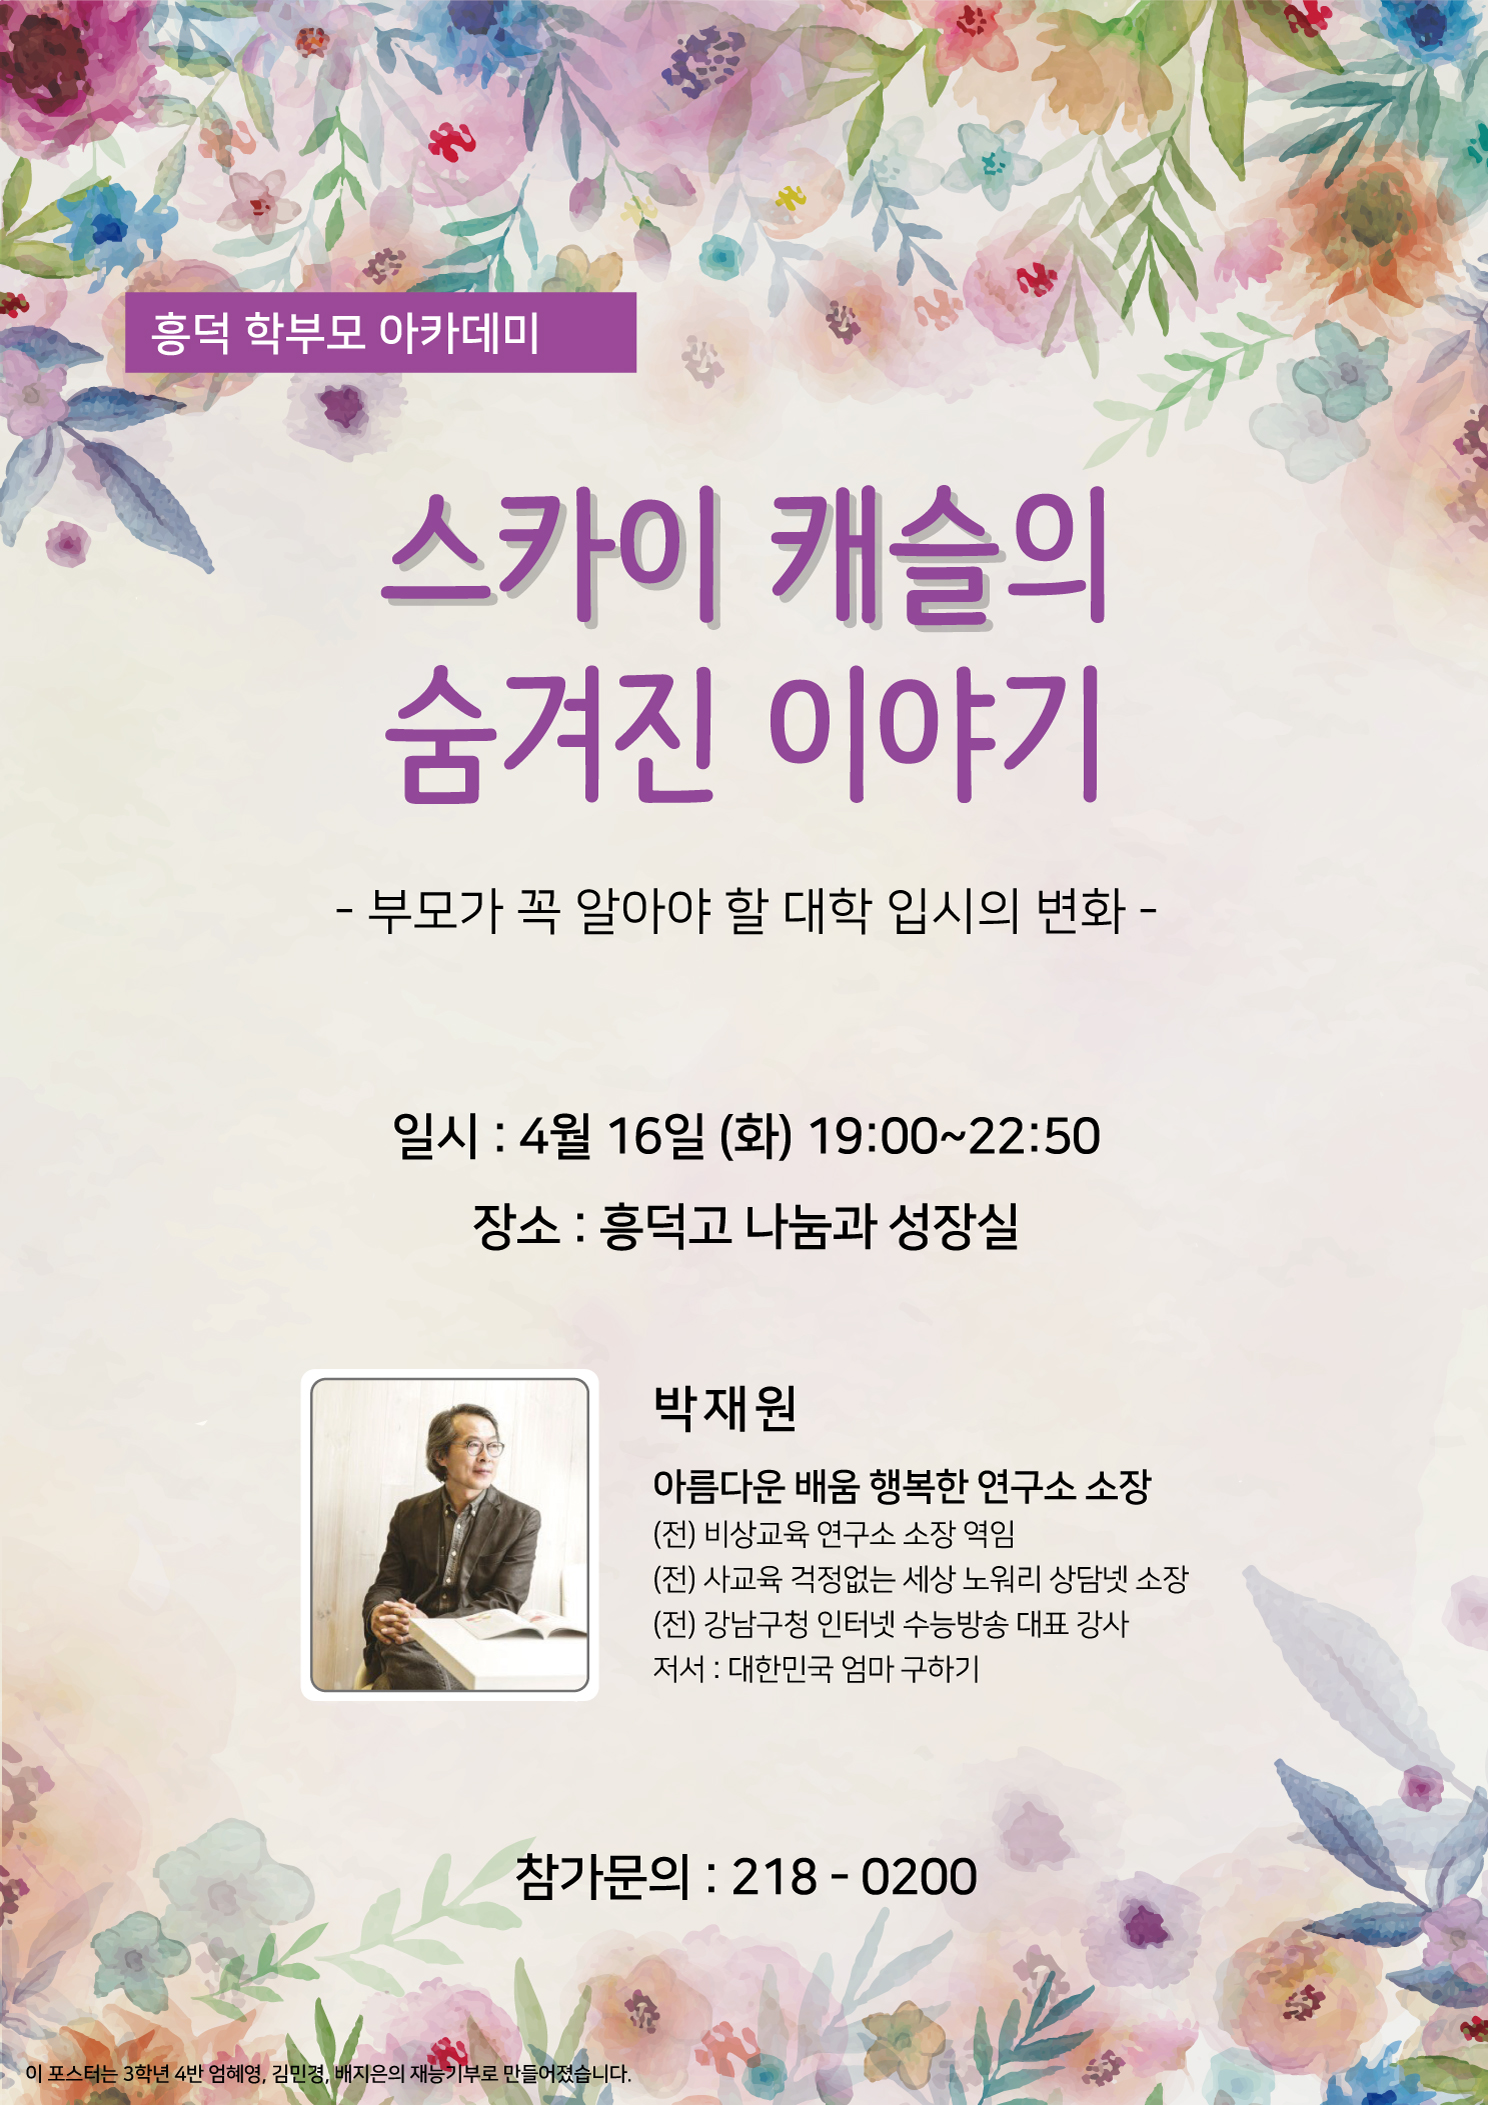 흥덕 학부모 아카데미
스카이 캐슬의
숨겨진 이야기
- 부모가 꼭 알아야 할 대학 입시의 변화 -
일시 : 4월 16일 (화) 19:00~22:50
장소 : 흥덕고 나눔과 성장실
박재원
아름다운 배움 행복한 연구소 소장
(전) 비상교육 연구소 소장 역임
(전) 사교육 걱정없는 세상 노워리 상담넷 소장
(전) 강남구청 인터넷 수능방송 대표 강사
저서 : 대한민국 엄마 구하기
참가문의 : 218 - 0200
이 포스터는 3학년 4반 엄혜영, 김민경, 배지은의 재능기부로 만들어졌습니다.